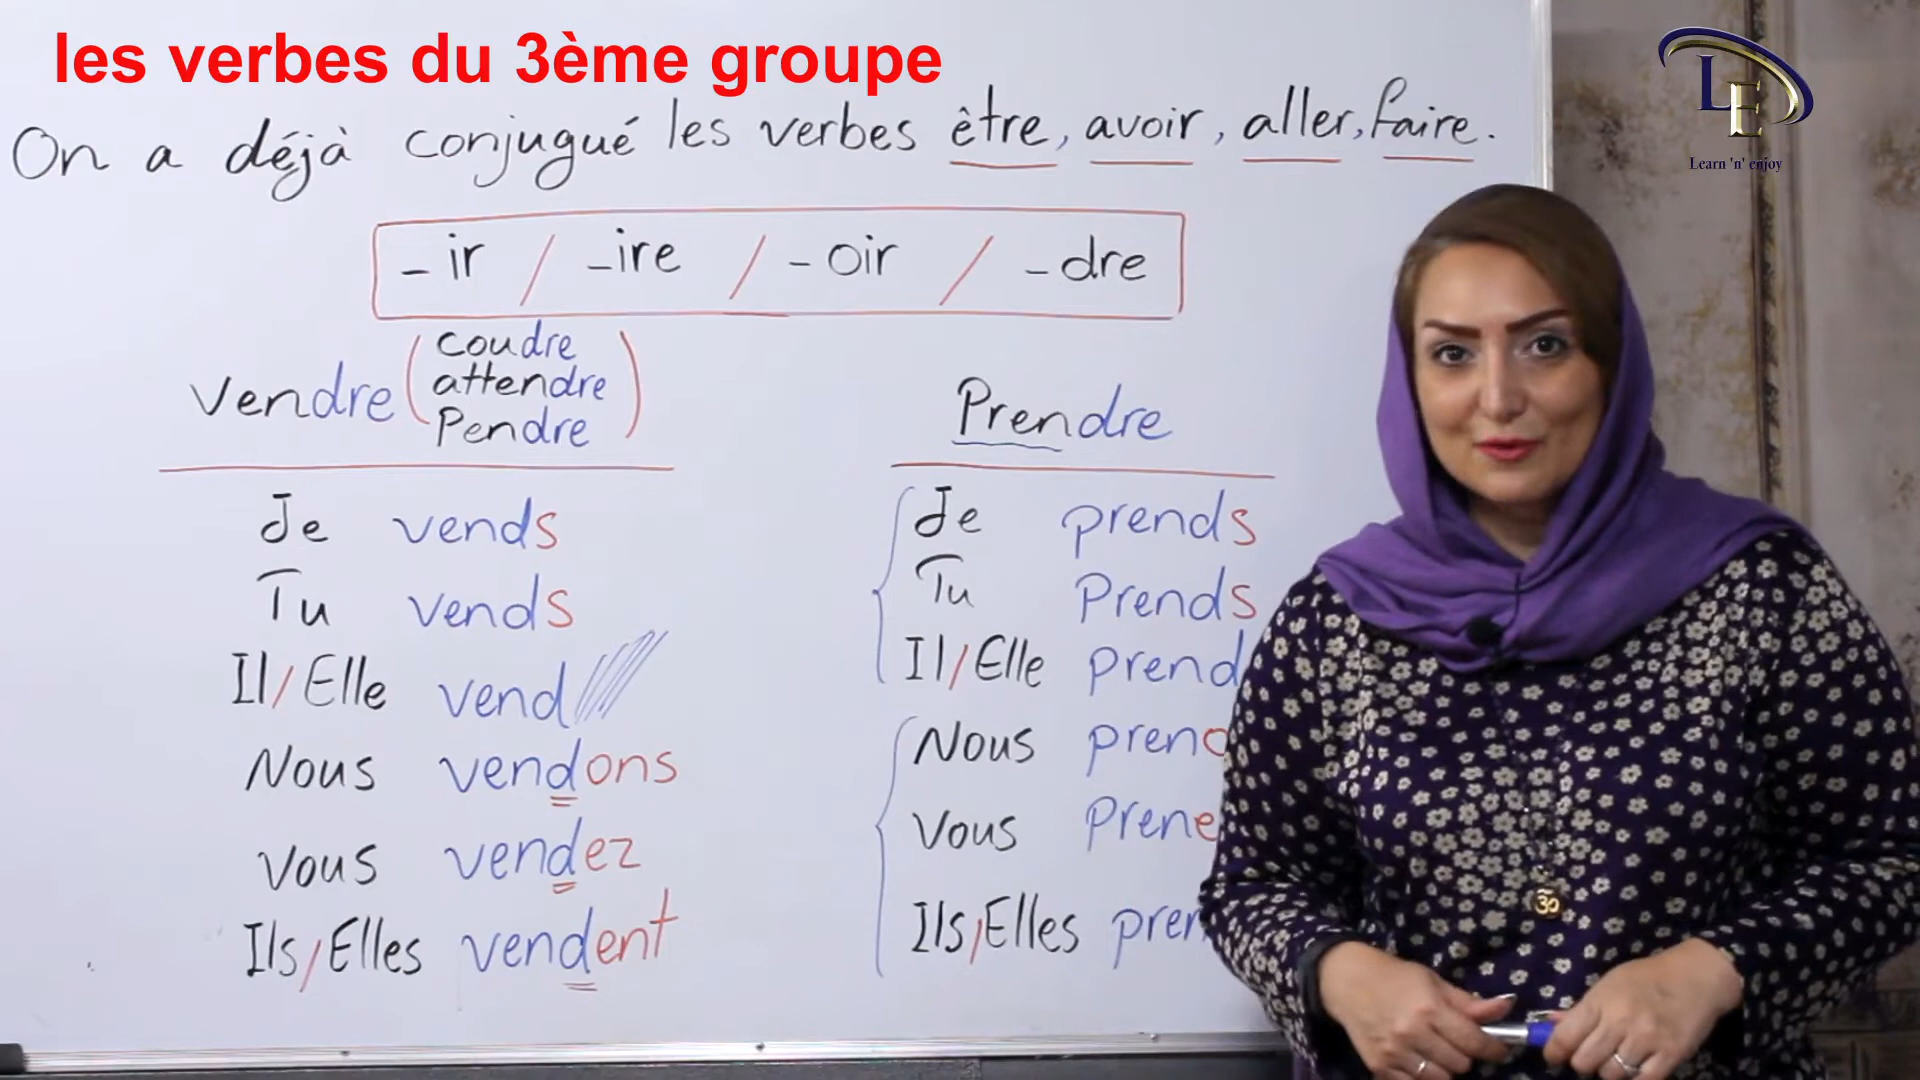 les verbes du 3ème groupe
LE
Learn 'n' enjoy
On a déjà conjugué les verbes être, avoir, aller, faire.
-ir / -ire / -oir / -dre
Vendre ( coudre
attendre
Pendre )
Je vends
Tu vends
Il/Elle vend
Nous vendons
Vous vendez
Ils/Elles vendent
Prendre
Je prends
Tu Prends
Il/Elle prend
Nous
Vous
Ils/Elles